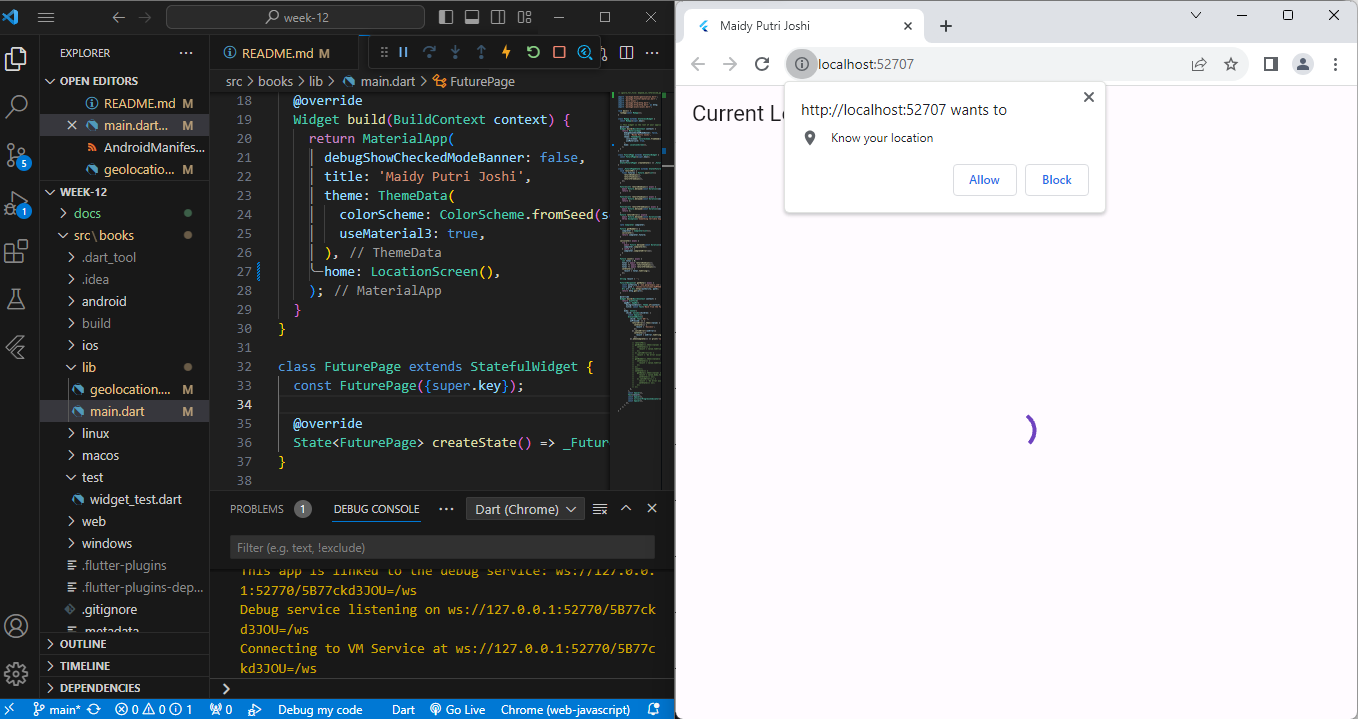 week-12
EXPLORER
OPEN EDITORS
README.md M
main.dart... M
AndroidManifes...
geolocatio... M
WEEK-12
docs
src\books
.dart_tool
.idea
android
build
ios
lib
geolocation.... M
main.dart M
linux
macos
test
widget_test.dart
web
windows
.flutter-plugins
.flutter-plugins-dep...
.gitignore
.metadata
OUTLINE
TIMELINE
DEPENDENCIES
5
1
README.md M
src > books > lib > main.dart > FuturePage
18 @override
19 Widget build(BuildContext context) {
20 return MaterialApp(
21 debugShowCheckedModeBanner: false,
22 title: 'Maidy Putri Joshi',
23 theme: ThemeData(
24 colorScheme: ColorScheme.fromSeed(s
25 useMaterial3: true,
26 ), // ThemeData
27 home: LocationScreen(),
28 ); // MaterialApp
29 }
30 }
31
32 class FuturePage extends StatefulWidget {
33 const FuturePage({super.key});
34
35 @override
36 State<FuturePage> createState() => _Futur
37 }
38
PROBLEMS 1 DEBUG CONSOLE ... Dart (Chrome)
Filter (e.g. text, !exclude)
This app is linked to the debug service: ws://127.0.0.
1:52770/5B77ckd3JOU=/ws
Debug service listening on ws://127.0.0.1:52770/5B77ck
d3JOU=/ws
Connecting to VM Service at ws://127.0.0.1:52770/5B77c
kd3JOU=/ws
main* 0 0 1 0 Debug my code Dart Go Live Chrome (web-javascript)
Maidy Putri Joshi
localhost:52707
Current Lo
http://localhost:52707 wants to
Know your location
Allow Block